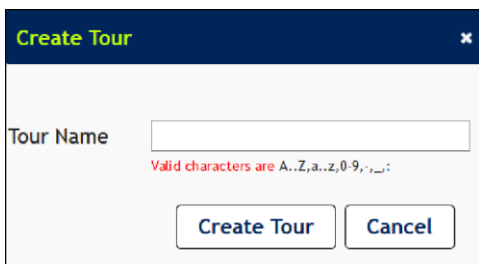 Create Tour
Tour Name
Valid characters are A..Z,a..z,0-9,-,_,:
Create Tour Cancel